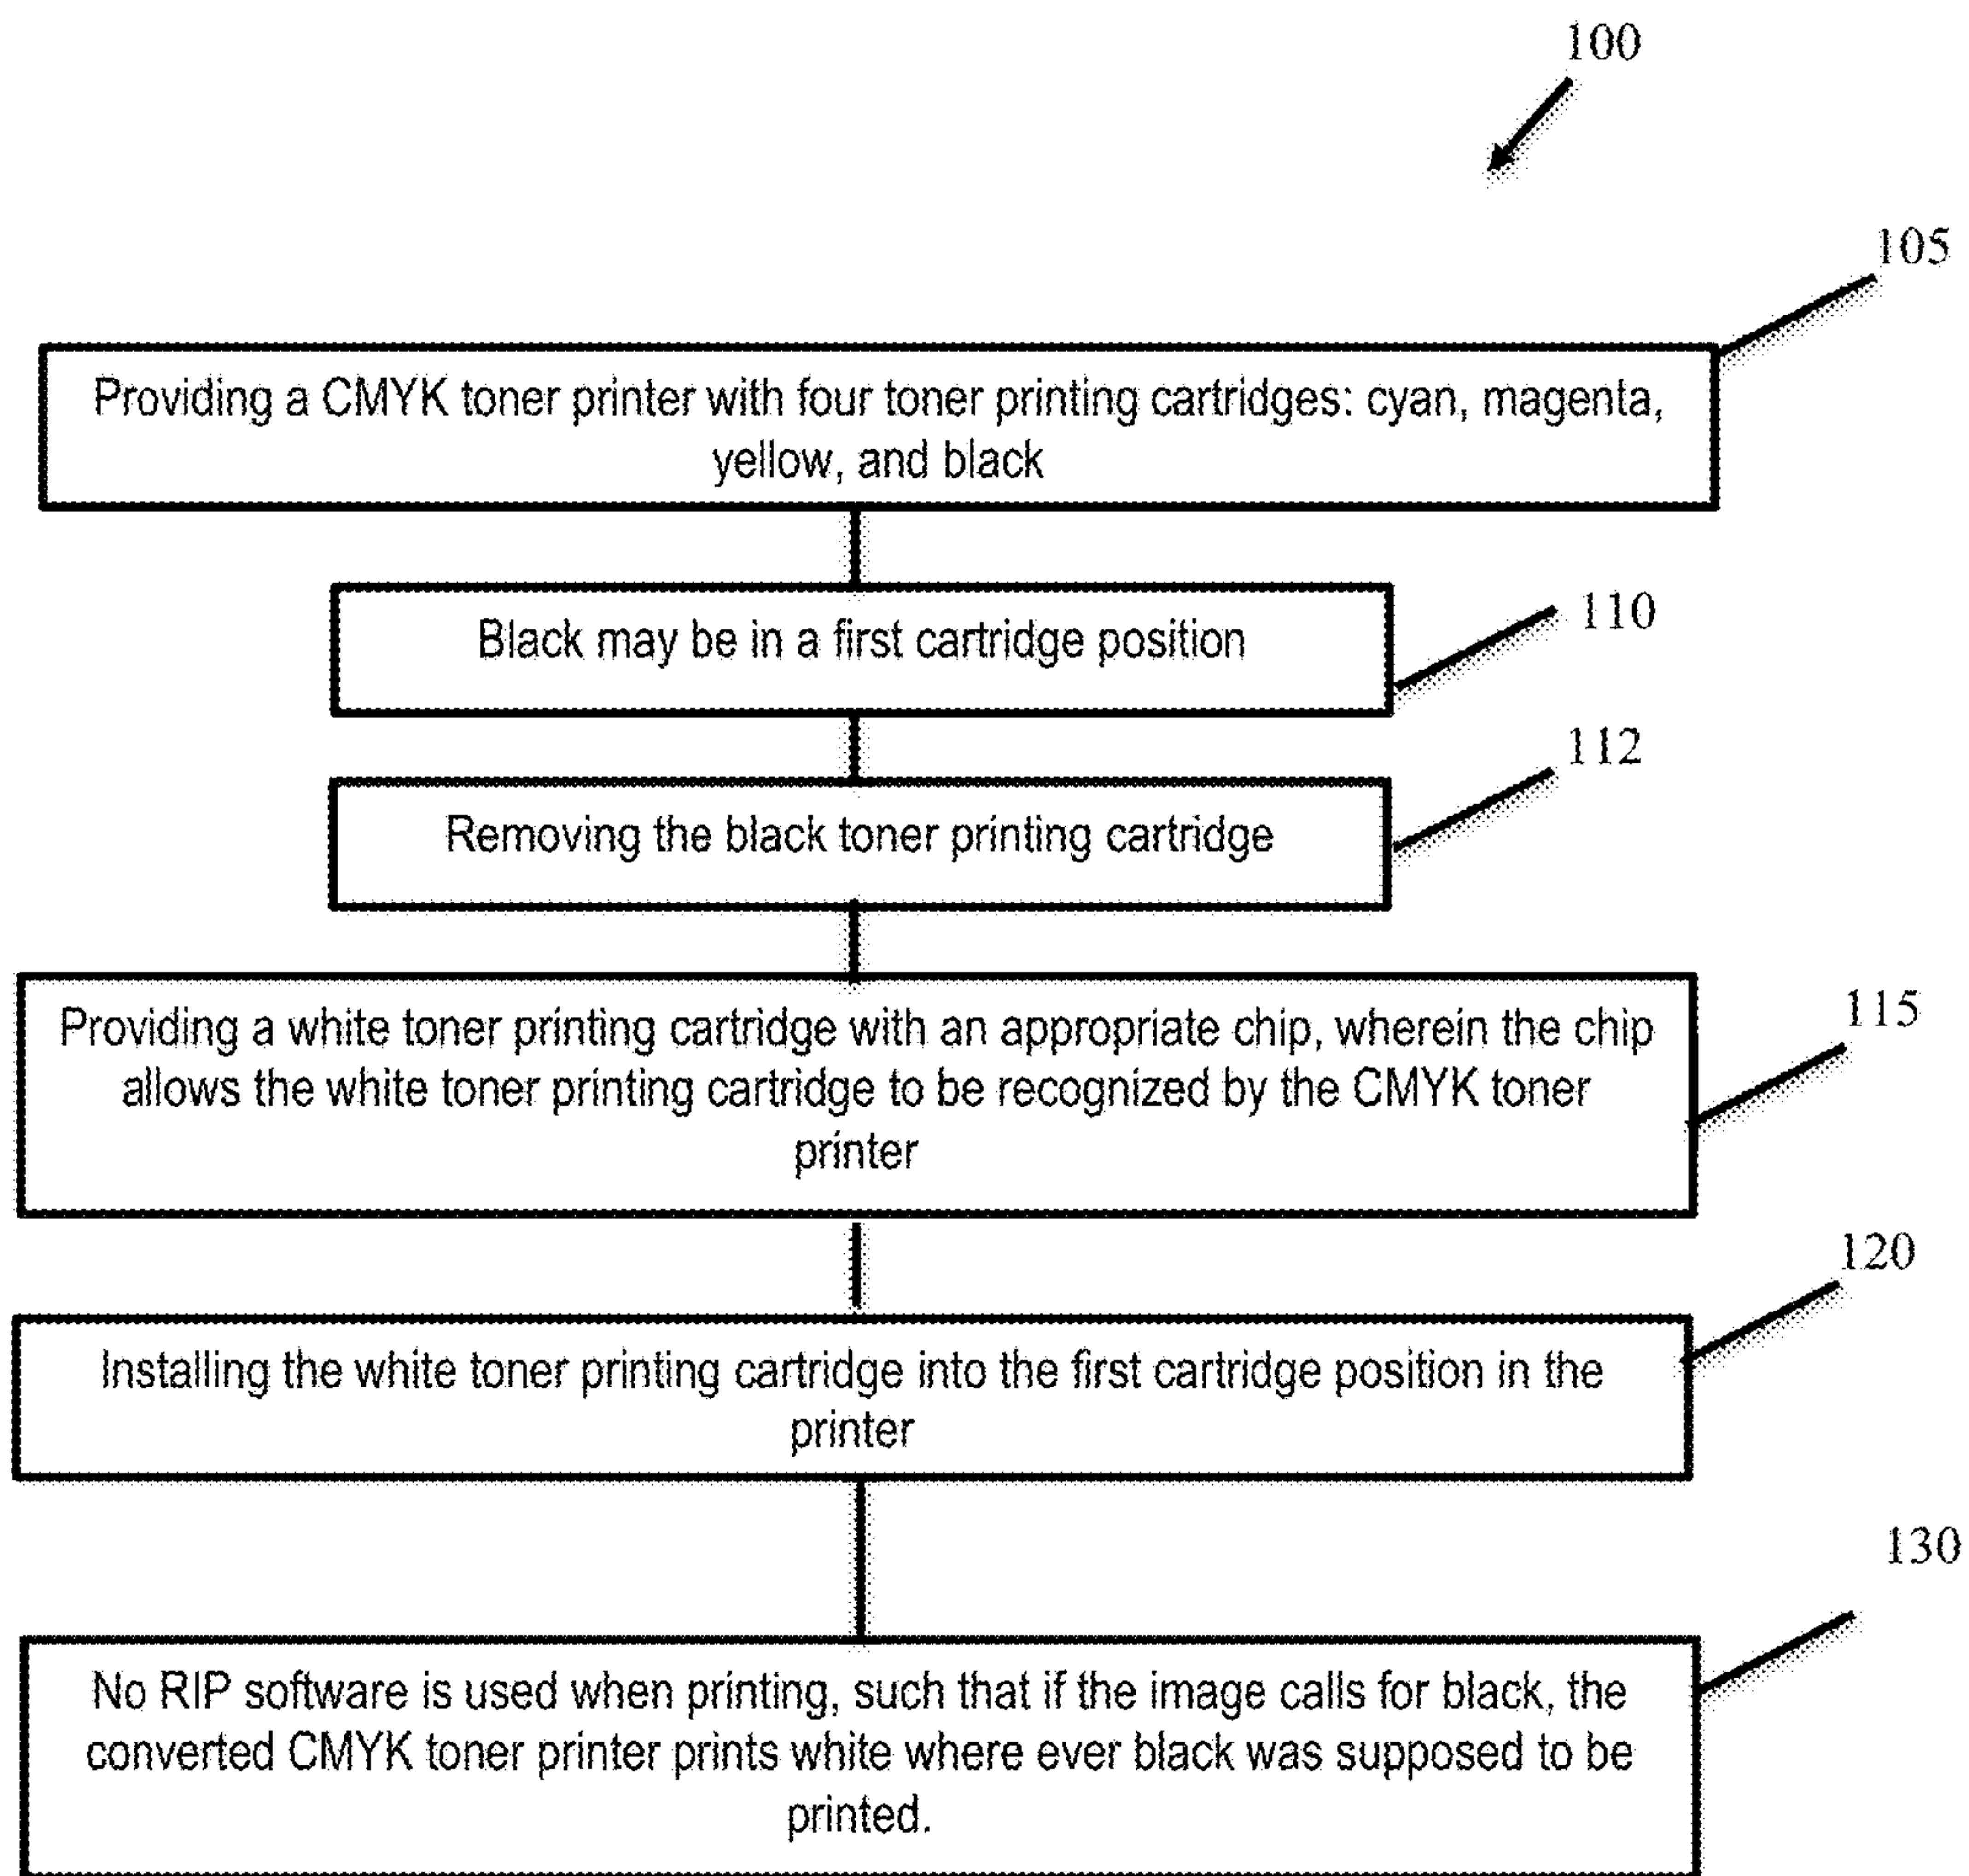 100
105
Providing a CMYK toner printer with four toner printing cartridges: cyan, magenta,
yellow, and black
110
Black may be in a first cartridge position
112
Removing the black toner printing cartridge
115
Providing a white toner printing cartridge with an appropriate chip, wherein the chip
allows the white toner printing cartridge to be recognized by the CMYK toner
printer
120
Installing the white toner printing cartridge into the first cartridge position in the
printer
130
No RIP software is used when printing, such that if the image calls for black, the
converted CMYK toner printer prints white where ever black was supposed to be
printed.